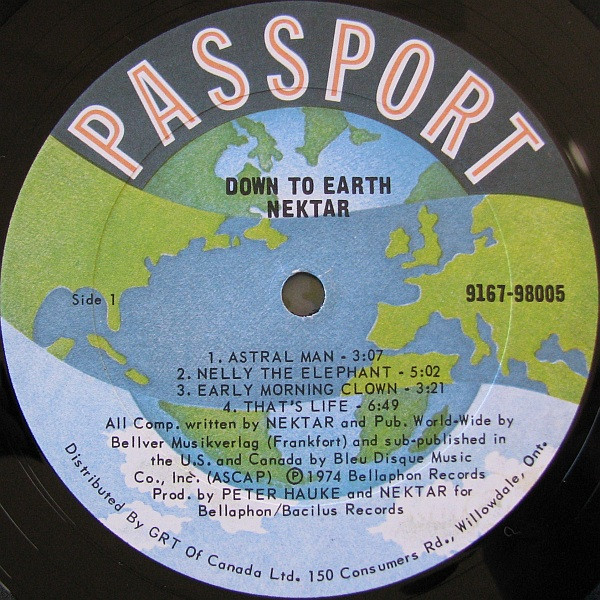 PASSPORT
DOWN TO EARTH
NEKTAR
Side 1
9167-98005
1. ASTRAL MAN - 3:07
2. NELLY THE ELEPHANT - 5:02
3. EARLY MORNING CLOWN - 3:21
4. THAT'S LIFE - 6:49
All Comp. written by NEKTAR and Pub. World-Wide by
Bellver Musikverlag (Frankfort) and sub-published in
the U.S. and Canada by Bleu Disque Music
Co., Inc. (ASCAP) Ⓟ 1974 Bellaphon Records
Prod. by PETER HAUKE and NEKTAR for
Bellaphon/Bacilus Records
Distributed By GRT Of Canada Ltd. 150 Consumers Rd., Willowdale, Ont.